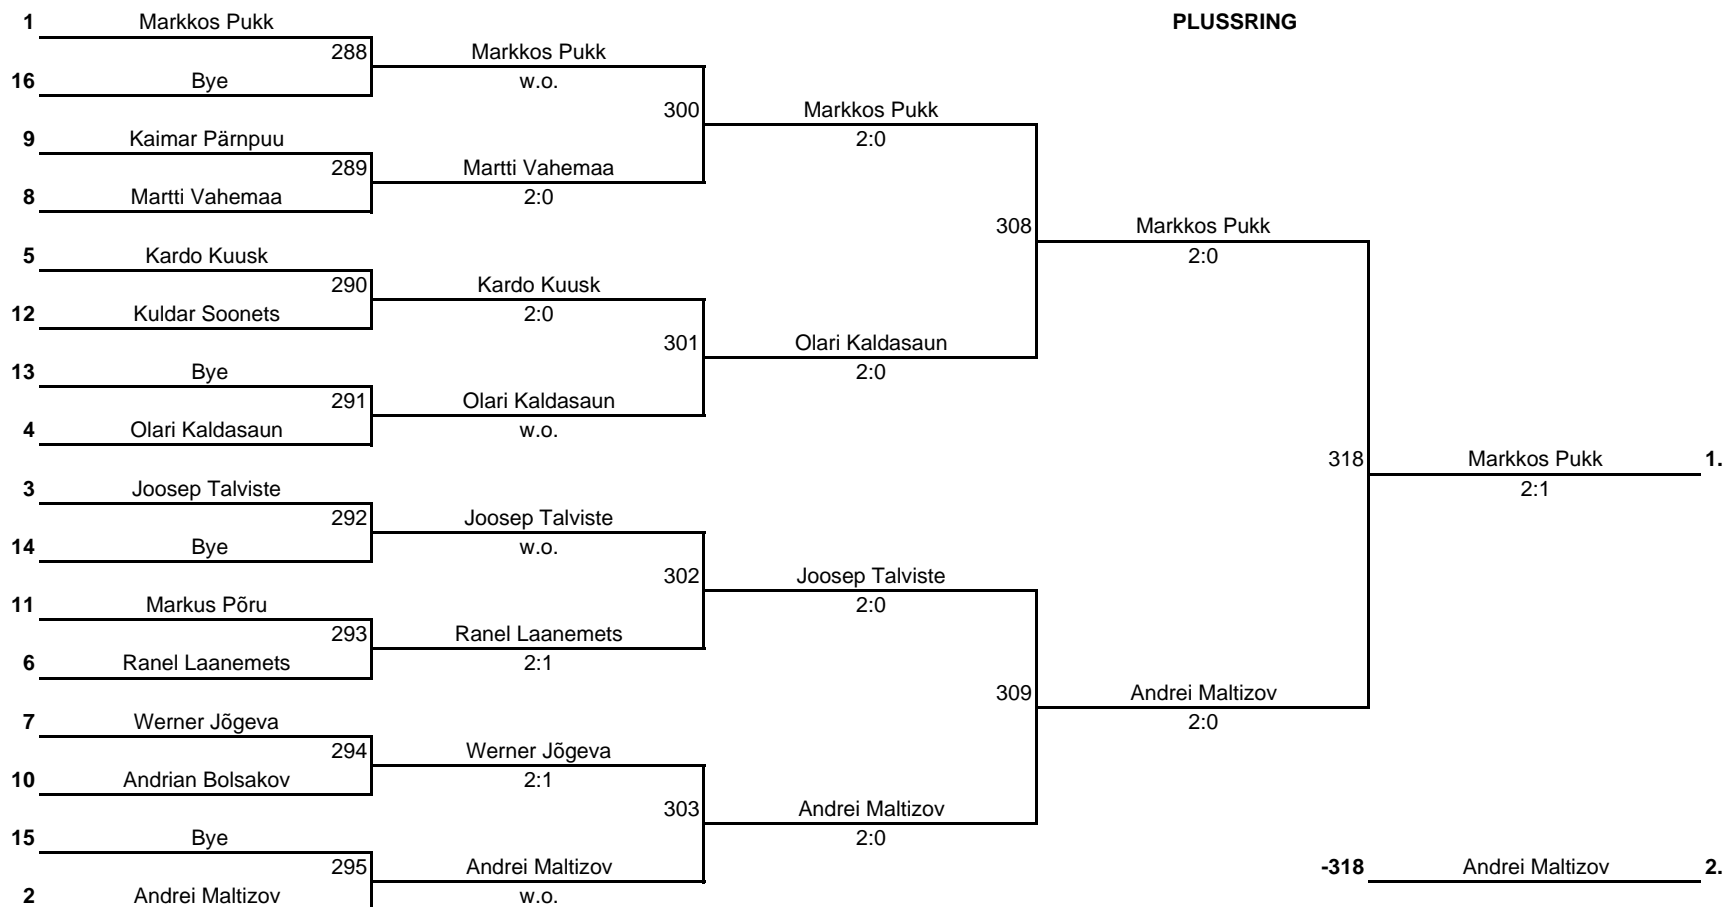 1 Markkos Pukk PLUSSRING
288 Markkos Pukk
16 Bye w.o.
300 Markkos Pukk
9 Kaimar Pärnpuu 2:0
289 Martti Vahemaa
8 Martti Vahemaa 2:0
308 Markkos Pukk
5 Kardo Kuusk 2:0
290 Kardo Kuusk
12 Kuldar Soonets 2:0
301 Olari Kaldasaun
13 Bye 2:0
291 Olari Kaldasaun
4 Olari Kaldasaun w.o.
318 Markkos Pukk 1.
3 Joosep Talviste 2:1
292 Joosep Talviste
14 Bye w.o.
302 Joosep Talviste
11 Markus Põru 2:0
293 Ranel Laanemets
6 Ranel Laanemets 2:1
309 Andrei Maltizov
7 Werner Jõgeva 2:0
294 Werner Jõgeva
10 Andrian Bolsakov 2:1
303 Andrei Maltizov
15 Bye 2:0
295 Andrei Maltizov -318 Andrei Maltizov 2.
2 Andrei Maltizov w.o.